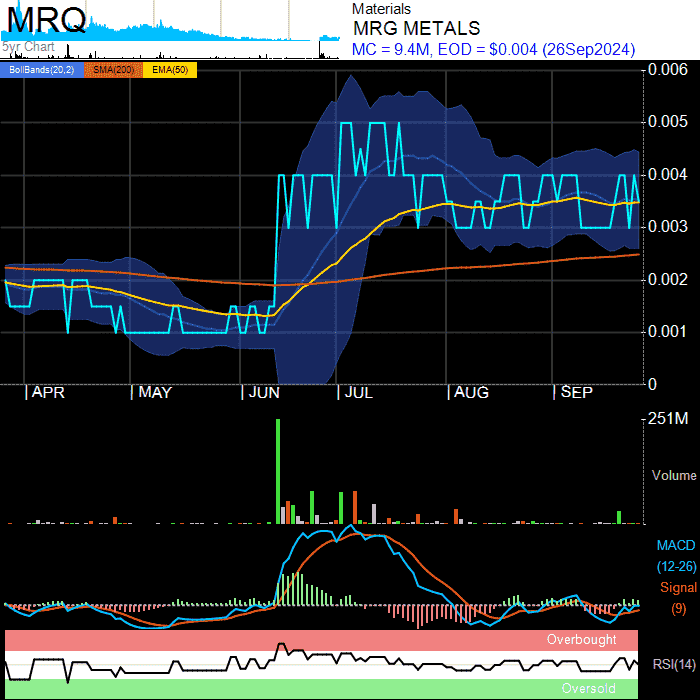 MRQ
5yr Chart
Materials
MRG METALS
MC = 9.4M, EOD = $0.004 (26Sep2024)
BollBands(20,2) SMA(200) EMA(50)
0.006
0.005
0.004
0.003
0.002
0.001
0
APR MAY JUN JUL AUG SEP
251M
Volume
MACD
(12-26)
Signal
(9)
Overbought
RSI(14)
Oversold